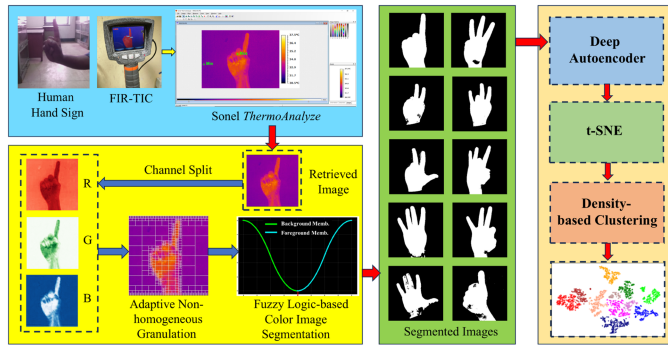 Human
Hand Sign
FIR-TIC
Sonel ThermoAnalyze
Channel Split
Retrieved
Image
R
G
B
Adaptive Non-
homogeneous
Granulation
Background Memb.
Foreground Memb.
Fuzzy Logic-based
Color Image
Segmentation
Segmented Images
Deep
Autoencoder
t-SNE
Density-
based Clustering